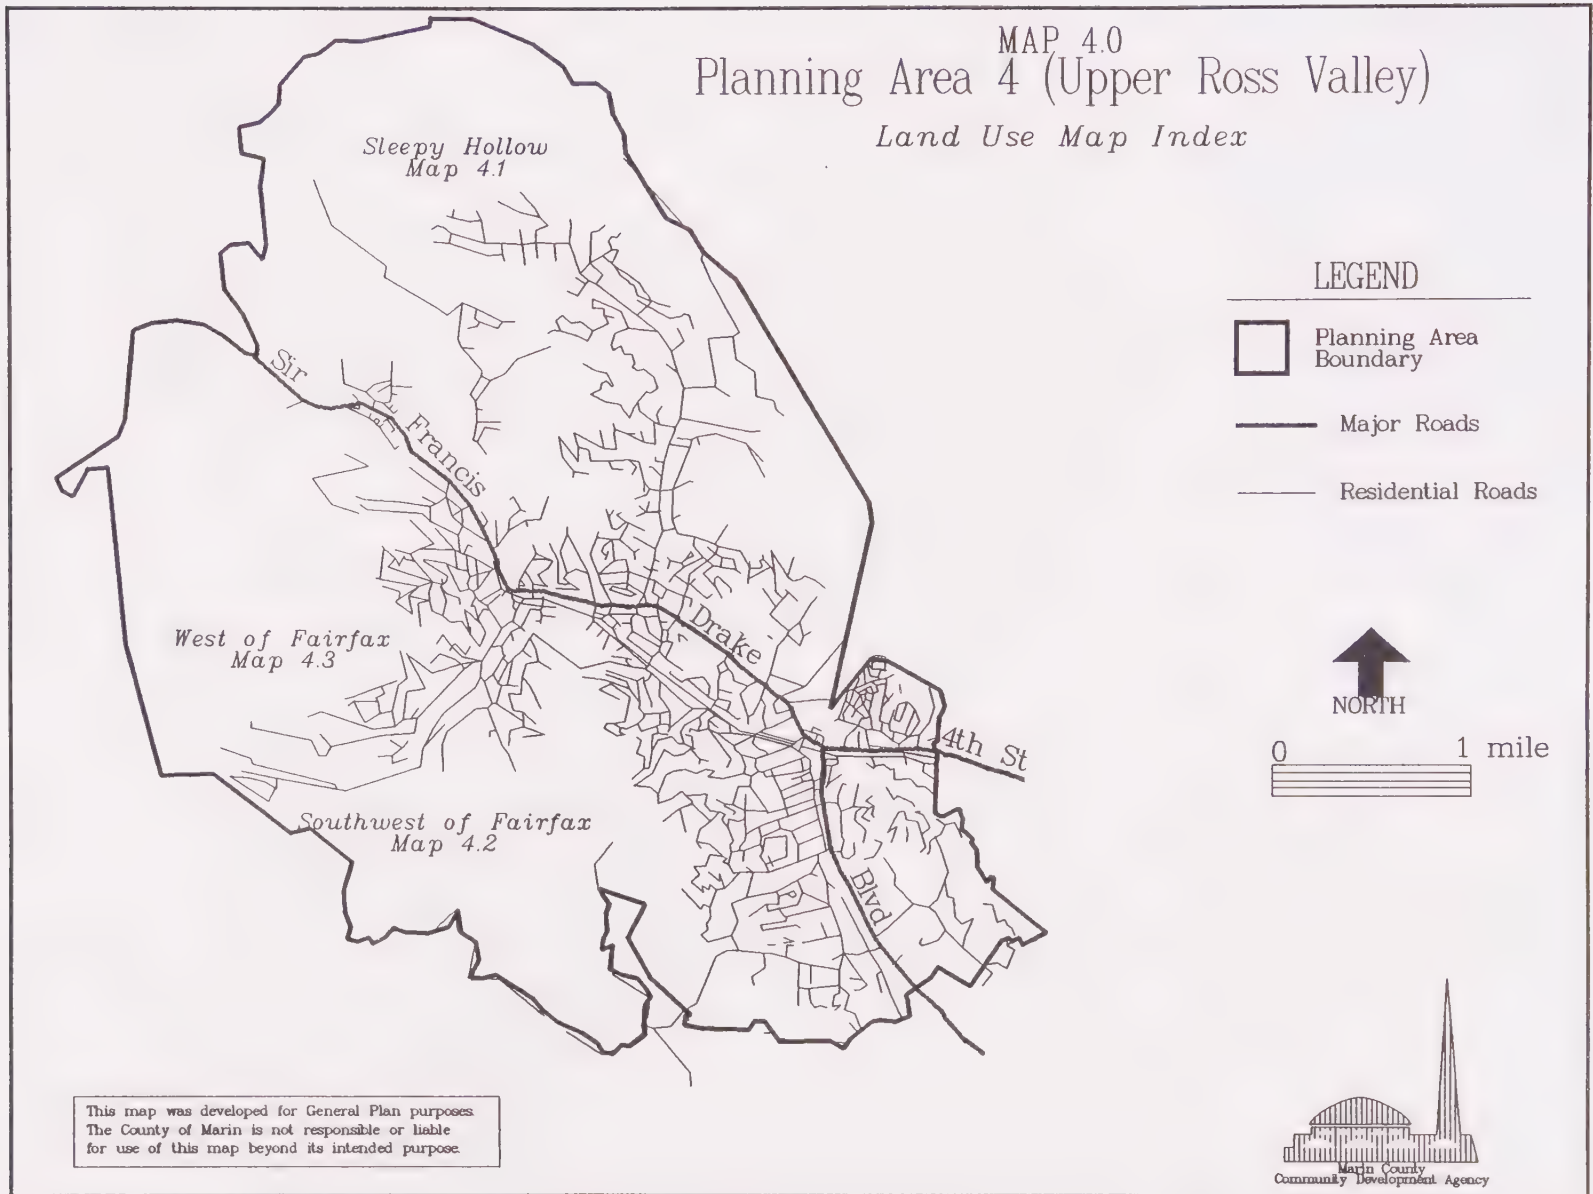 MAP 4.0
Planning Area 4 (Upper Ross Valley)
Land Use Map Index
Sleepy Hollow
Map 4.1
LEGEND
Planning Area
Boundary
Major Roads
Residential Roads
Sir
Francis
Drake
Blvd
4th St
West of Fairfax
Map 4.3
Southwest of Fairfax
Map 4.2
NORTH
0 1 mile
This map was developed for General Plan purposes.
The County of Marin is not responsible or liable
for use of this map beyond its intended purpose.
Marin County
Community Development Agency